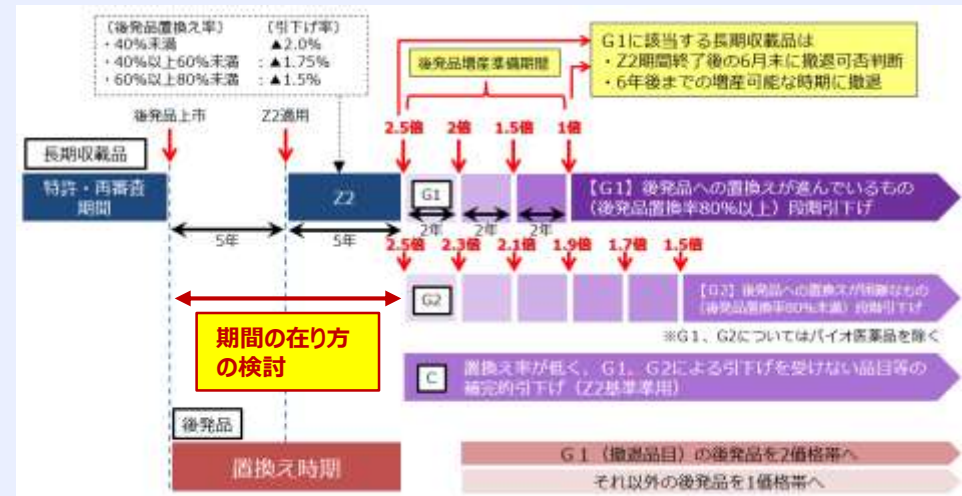 （後発品置換え率） （引下げ率）
・40%未満 ：▲2.0%
・40%以上60%未満 ：▲1.75%
・60%以上80%未満 ：▲1.5%
後発品増産準備期間
G1に該当する長期収載品は
・Z2期間終了後の6月末に撤退可否判断
・6年後までの増産可能な時期に撤退
後発品上市
Z2適用
2.5倍
2倍
1.5倍
1倍
長期収載品
特許・再審査
期間
Z2
G1
【G1】後発品への置換えが進んでいるもの
（後発品置換率80%以上）段階引下げ
5年
5年
2年
2年
2年
2.5倍
2.3倍
2.1倍
1.9倍
1.7倍
1.5倍
G2
【G2】後発品への置換えが困難なもの
（後発品置換率80%未満）段階引下げ
※G1、G2についてはバイオ医薬品を除く
期間の在り方
の検討
C
置換え率が低く、G1、G2による引下げを受けない品目等の
補完的引下げ（Z2基準準用）
後発品
置換え時期
G1（撤退品目）の後発品を2価格帯へ
それ以外の後発品を1価格帯へ